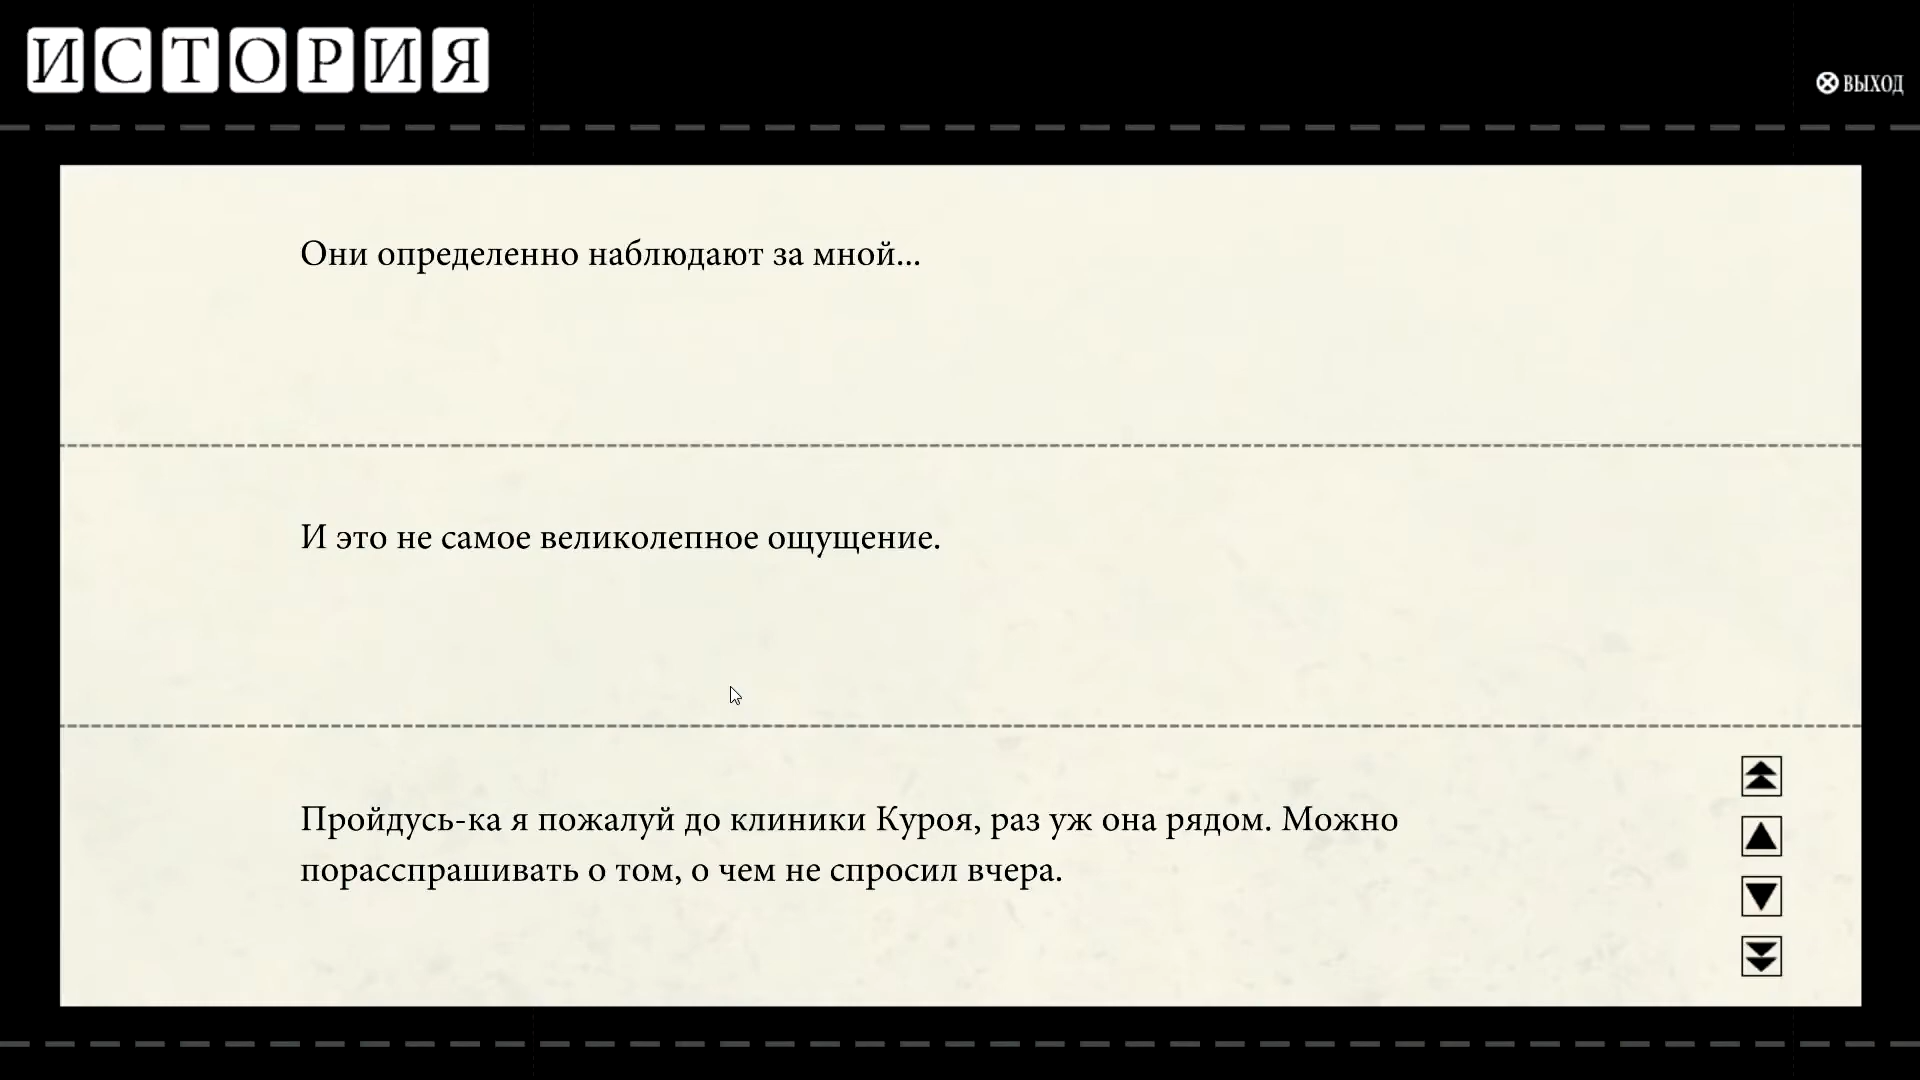 ИСТОРИЯ
ВЫХОД
Они определенно наблюдают за мной...
И это не самое великолепное ощущение.
Пройдусь-ка я пожалуй до клиники Куроя, раз уж она рядом. Можно
порасспрашивать о том, о чем не спросил вчера.